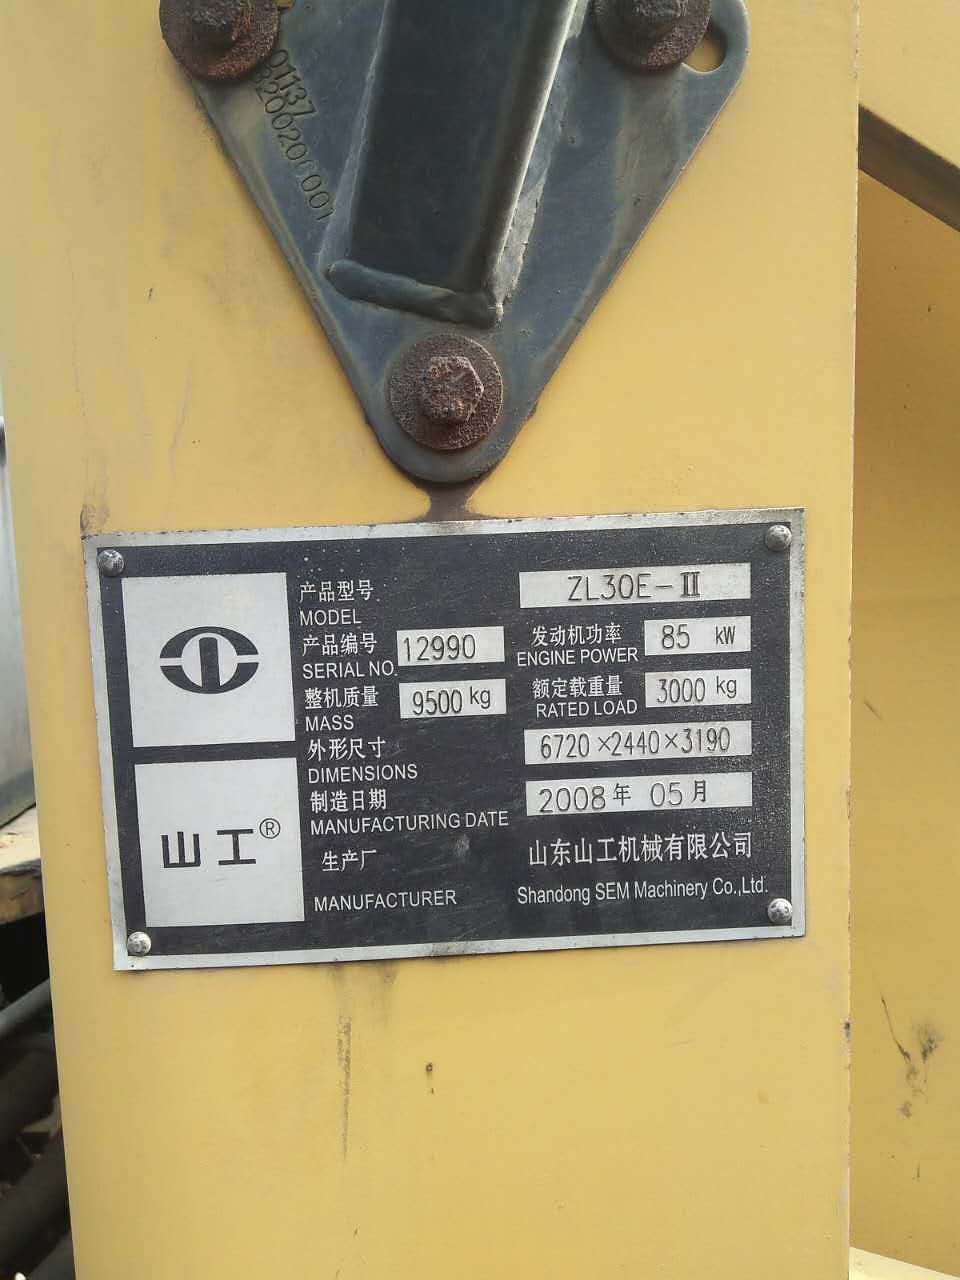 01137
産品型号 ZL30E-Ⅱ
MODEL
产品编号 12990 发动机功率 85 kW
SERIAL NO. ENGINE POWER
整机质量 9500 kg 额定载重量 3000 kg
MASS RATED LOAD
外形尺寸 6720×2440×3190
DIMENSIONS
制造日期 2008年 05月
MANUFACTURING DATE
生产厂 山东山工机械有限公司
MANUFACTURER Shandong SEM Machinery Co.,Ltd.
山工®